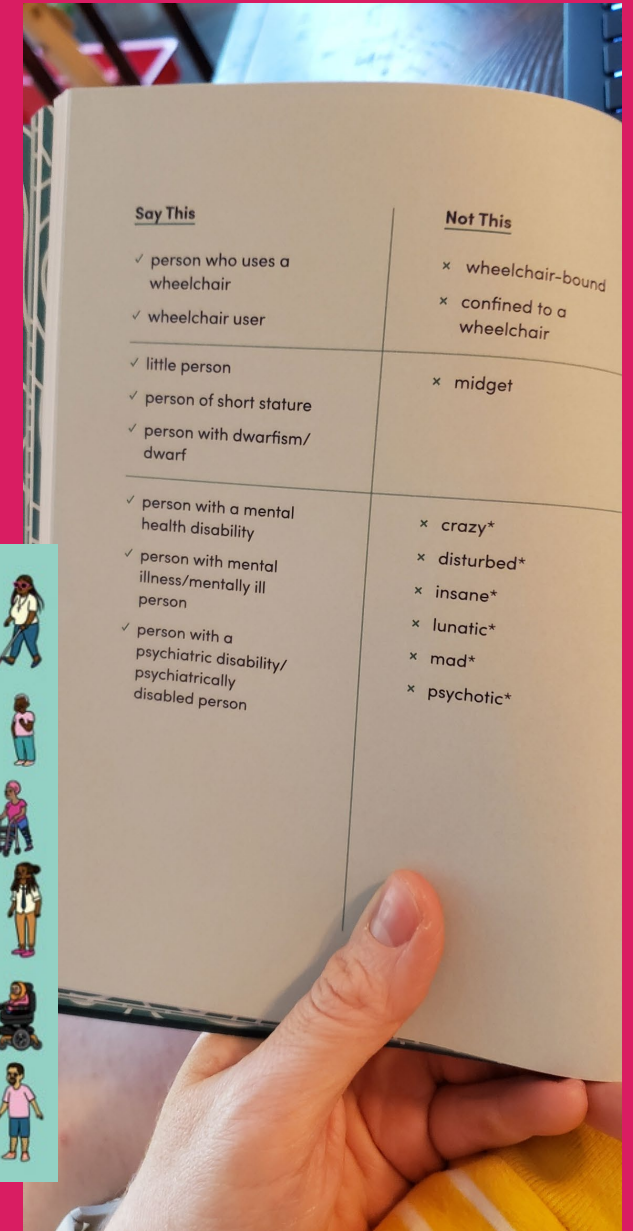 Say This
Not This
✓ person who uses a
wheelchair
✓ wheelchair user
× wheelchair-bound
× confined to a
wheelchair
✓ little person
✓ person of short stature
✓ person with dwarfism/
dwarf
× midget
✓ person with a mental
health disability
✓ person with mental
illness/mentally ill
person
✓ person with a
psychiatric disability/
psychiatrically
disabled person
× crazy*
× disturbed*
× insane*
× lunatic*
× mad*
× psychotic*